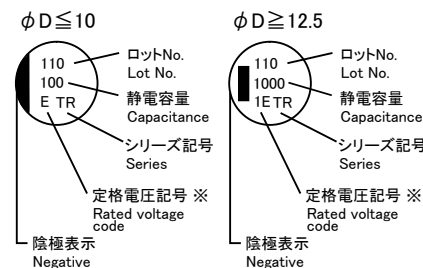 φD≦10
110
100
E TR
ロットNo.
Lot No.
静電容量
Capacitance
シリーズ記号
Series
定格電圧記号 ※
Rated voltage
code
陰極表示
Negative
φD≧12.5
110
1000
1E TR
ロットNo.
Lot No.
静電容量
Capacitance
シリーズ記号
Series
定格電圧記号 ※
Rated voltage
code
陰極表示
Negative